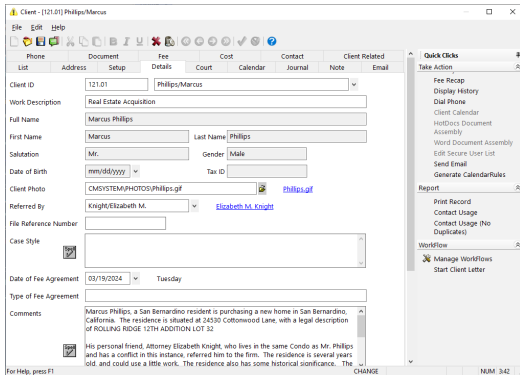 Client - [121.01] Phillips/Marcus
File Edit Help
Phone Document Fee Cost Contact Client Related
List Address Setup Details Court Calendar Journal Note Email
Client ID 121.01 Phillips/Marcus
Work Description Real Estate Acquisition
Full Name Marcus Phillips
First Name Marcus Last Name Phillips
Salutation Mr. Gender Male
Date of Birth mm/dd/yyyy Tax ID
Client Photo CMSYSTEM\PHOTOS\Phillips.gif Phillips.gif
Referred By Knight/Elizabeth M. Elizabeth M. Knight
File Reference Number
Case Style
Date of Fee Agreement 03/19/2024 Tuesday
Type of Fee Agreement
Comments Marcus Phillips, a San Bernardino resident is purchasing a new home in San Bernardino,
California. The residence is situated at 24530 Cottonwood Lane, with a legal description
of ROLLING RIDGE 12TH ADDITION LOT 32
His personal friend, Attorney Elizabeth Knight, who lives in the same Condo as Mr. Phillips
and has a conflict in this instance, referred him to the firm. The residence is several years
old, and could use a little work. The residence also has some historical significance. The
Quick Clicks
Take Action
Fee Recap
Display History
Dial Phone
Client Calendar
HotDocs Document
Assembly
Word Document Assembly
Edit Secure User List
Send Email
Generate CalendarRules
Report
Print Record
Contact Usage
Contact Usage (No
Duplicates)
WorkFlow
Manage WorkFlows
Start Client Letter
For Help, press F1 CHANGE NUM 3:42